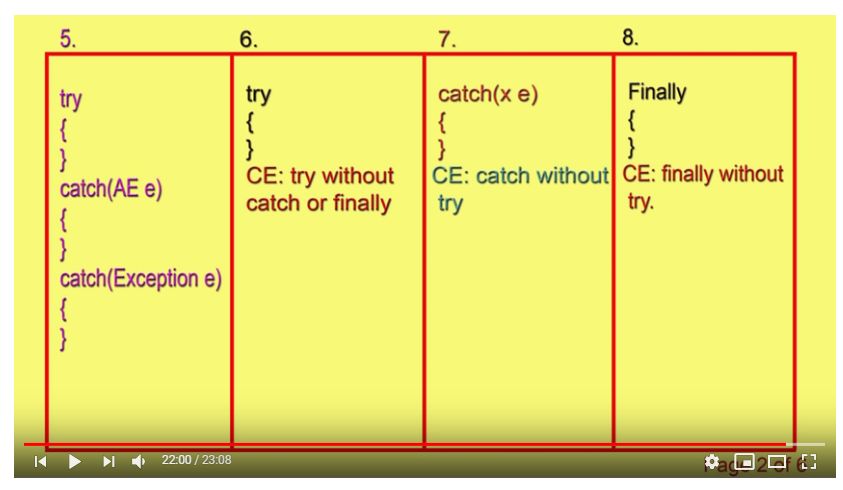 5.
try
{
}
catch(AE e)
{
}
catch(Exception e)
{
}
6.
try
{
}
CE: try without
catch or finally
7.
catch(x e)
{
}
CE: catch without
try
8.
Finally
{
}
CE: finally without
try.
22:00 / 23:08
Page 2 of 6